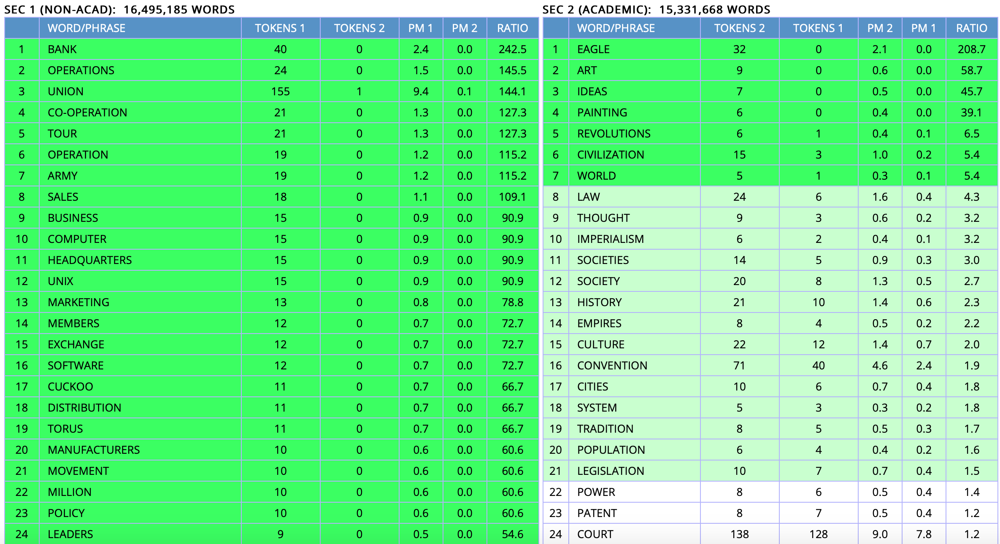 SEC 1 (NON-ACAD): 16,495,185 WORDS
WORD/PHRASE TOKENS 1 TOKENS 2 PM 1 PM 2 RATIO
1 BANK 40 0 2.4 0.0 242.5
2 OPERATIONS 24 0 1.5 0.0 145.5
3 UNION 155 1 9.4 0.1 144.1
4 CO-OPERATION 21 0 1.3 0.0 127.3
5 TOUR 21 0 1.3 0.0 127.3
6 OPERATION 19 0 1.2 0.0 115.2
7 ARMY 19 0 1.2 0.0 115.2
8 SALES 18 0 1.1 0.0 109.1
9 BUSINESS 15 0 0.9 0.0 90.9
10 COMPUTER 15 0 0.9 0.0 90.9
11 HEADQUARTERS 15 0 0.9 0.0 90.9
12 UNIX 15 0 0.9 0.0 90.9
13 MARKETING 13 0 0.8 0.0 78.8
14 MEMBERS 12 0 0.7 0.0 72.7
15 EXCHANGE 12 0 0.7 0.0 72.7
16 SOFTWARE 12 0 0.7 0.0 72.7
17 CUCKOO 11 0 0.7 0.0 66.7
18 DISTRIBUTION 11 0 0.7 0.0 66.7
19 TORUS 11 0 0.7 0.0 66.7
20 MANUFACTURERS 10 0 0.6 0.0 60.6
21 MOVEMENT 10 0 0.6 0.0 60.6
22 MILLION 10 0 0.6 0.0 60.6
23 POLICY 10 0 0.6 0.0 60.6
24 LEADERS 9 0 0.5 0.0 54.6
SEC 2 (ACADEMIC): 15,331,668 WORDS
WORD/PHRASE TOKENS 2 TOKENS 1 PM 2 PM 1 RATIO
1 EAGLE 32 0 2.1 0.0 208.7
2 ART 9 0 0.6 0.0 58.7
3 IDEAS 7 0 0.5 0.0 45.7
4 PAINTING 6 0 0.4 0.0 39.1
5 REVOLUTIONS 6 1 0.4 0.1 6.5
6 CIVILIZATION 15 3 1.0 0.2 5.4
7 WORLD 5 1 0.3 0.1 5.4
8 LAW 24 6 1.6 0.4 4.3
9 THOUGHT 9 3 0.6 0.2 3.2
10 IMPERIALISM 6 2 0.4 0.1 3.2
11 SOCIETIES 14 5 0.9 0.3 3.0
12 SOCIETY 20 8 1.3 0.5 2.7
13 HISTORY 21 10 1.4 0.6 2.3
14 EMPIRES 8 4 0.5 0.2 2.2
15 CULTURE 22 12 1.4 0.7 2.0
16 CONVENTION 71 40 4.6 2.4 1.9
17 CITIES 10 6 0.7 0.4 1.8
18 SYSTEM 5 3 0.3 0.2 1.8
19 TRADITION 8 5 0.5 0.3 1.7
20 POPULATION 6 4 0.4 0.2 1.6
21 LEGISLATION 10 7 0.7 0.4 1.5
22 POWER 8 6 0.5 0.4 1.4
23 PATENT 8 7 0.5 0.4 1.2
24 COURT 138 128 9.0 7.8 1.2